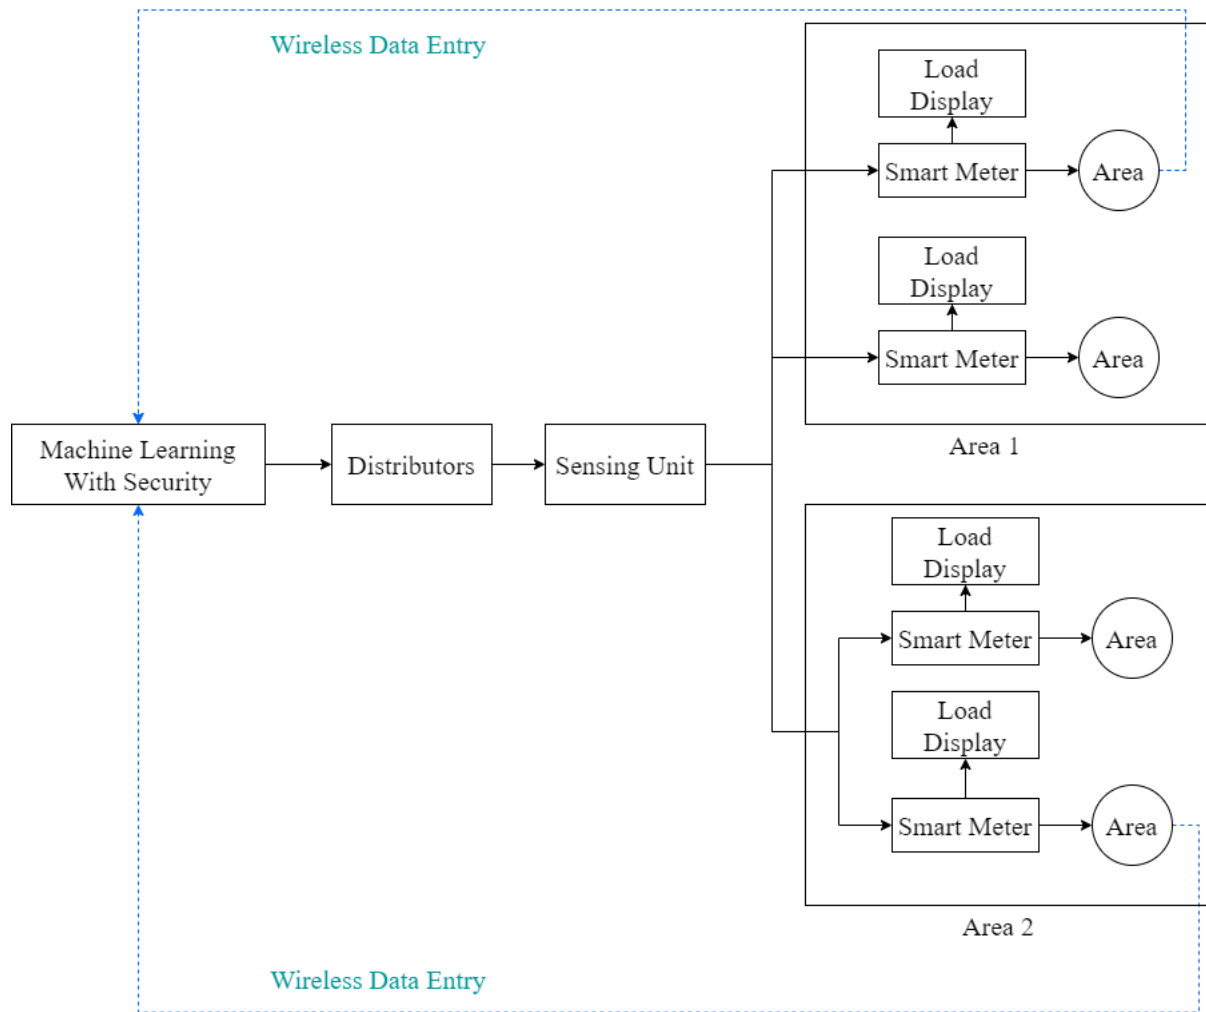 Wireless Data Entry
Load
Display
Smart Meter
Area
Load
Display
Smart Meter
Area
Area 1
Machine Learning
With Security
Distributors
Sensing Unit
Load
Display
Smart Meter
Area
Load
Display
Smart Meter
Area
Area 2
Wireless Data Entry